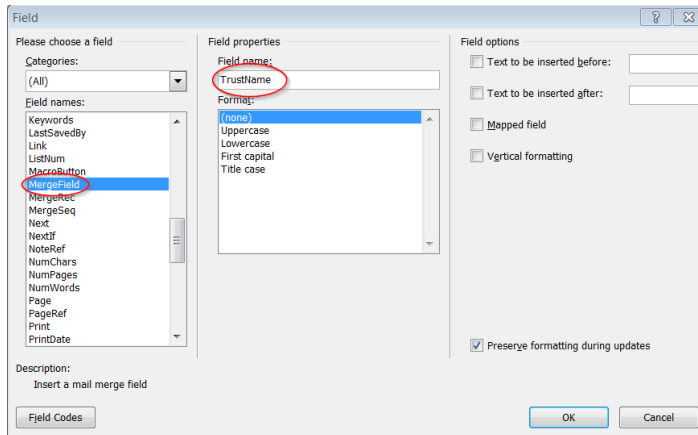 Field
Please choose a field
Categories:
(All)
Field names:
Keywords
LastSavedBy
Link
ListNum
MacroButton
MergeField
MergeRec
MergeSeq
Next
NextIf
NoteRef
NumChars
NumPages
NumWords
Page
PageRef
Print
PrintDate
Field properties
Field name:
TrustName
Format:
(none)
Uppercase
Lowercase
First capital
Title case
Field options
Text to be inserted before:
Text to be inserted after:
Mapped field
Vertical formatting
Preserve formatting during updates
Description:
Insert a mail merge field
Field Codes
OK
Cancel